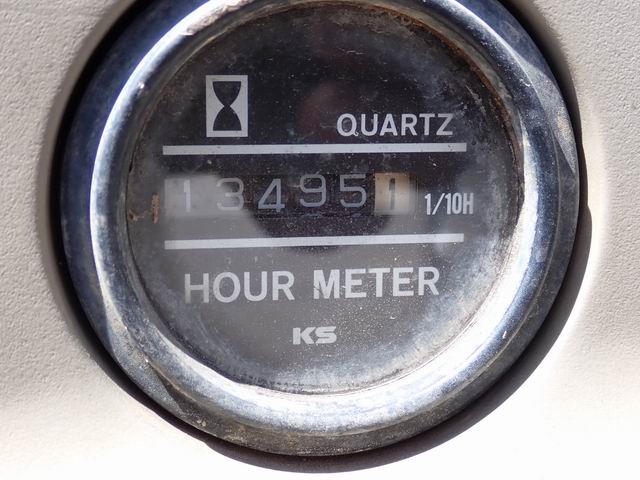 QUARTZ
134951 1/10H
HOUR METER
KS